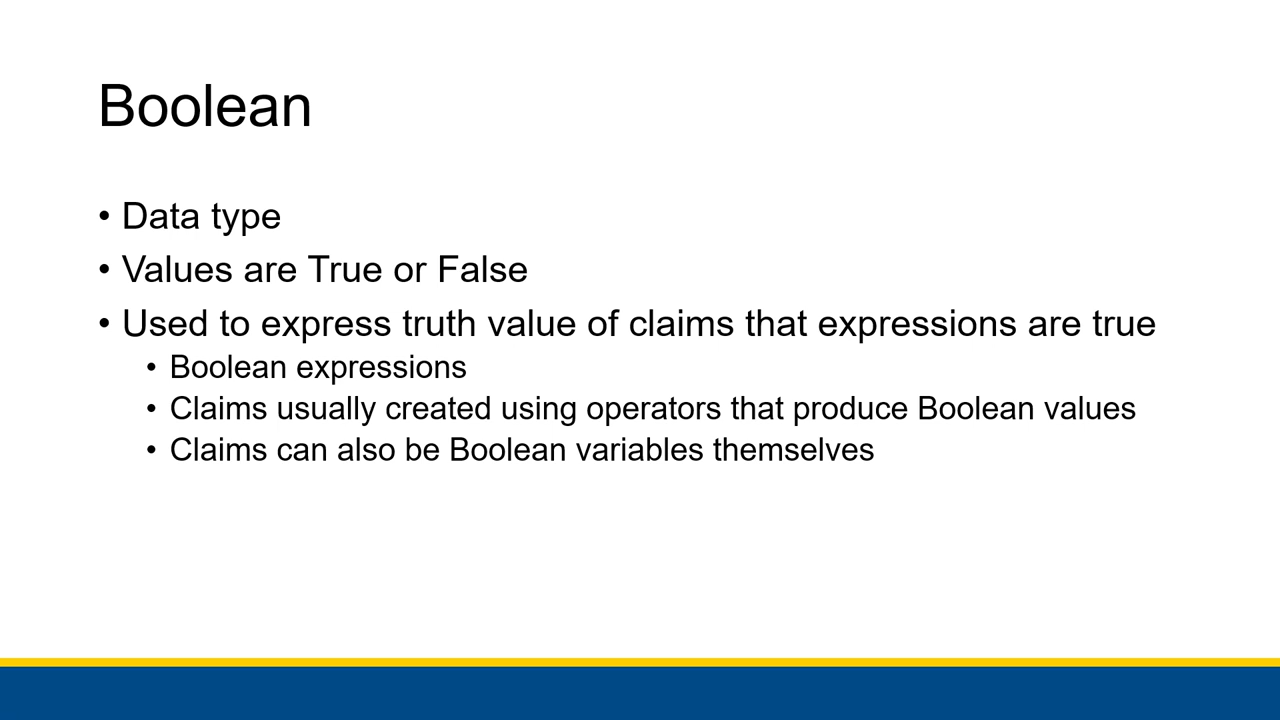 Boolean
• Data type
• Values are True or False
• Used to express truth value of claims that expressions are true
• Boolean expressions
• Claims usually created using operators that produce Boolean values
• Claims can also be Boolean variables themselves